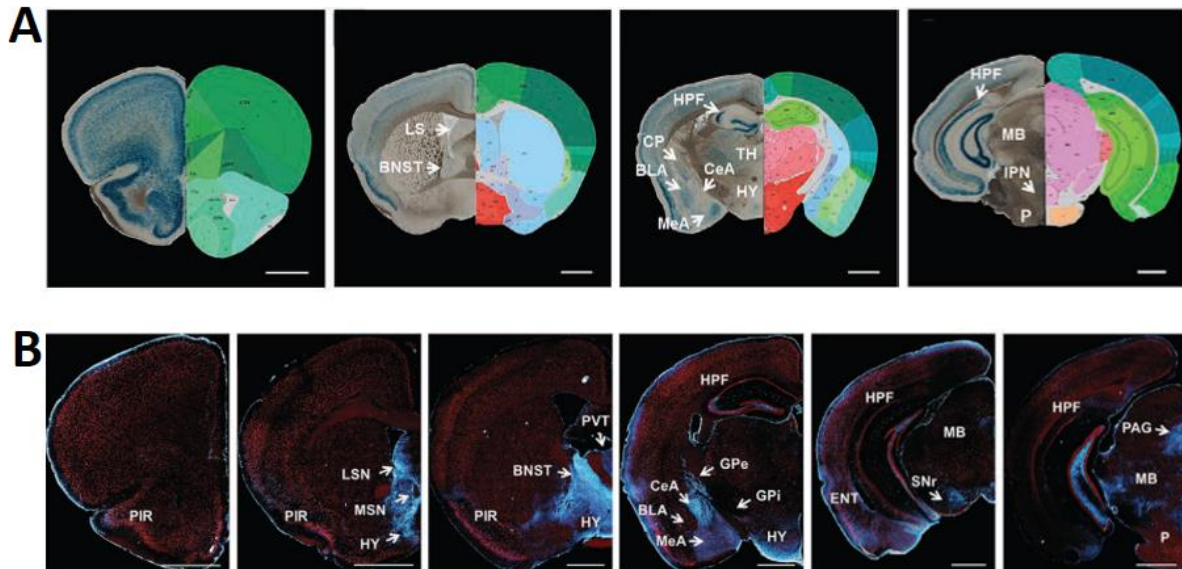 A
LS
BNST
HPF
CP
BLA
CeA
TH
HY
MeA
HPF
MB
IPN
P
B
PIR
LSN
MSN
HY
PIR
PVT
BNST
HY
PIR
HPF
GPe
CeA
GPi
BLA
MeA
HY
HPF
MB
SNr
ENT
HPF
PAG
MB
P